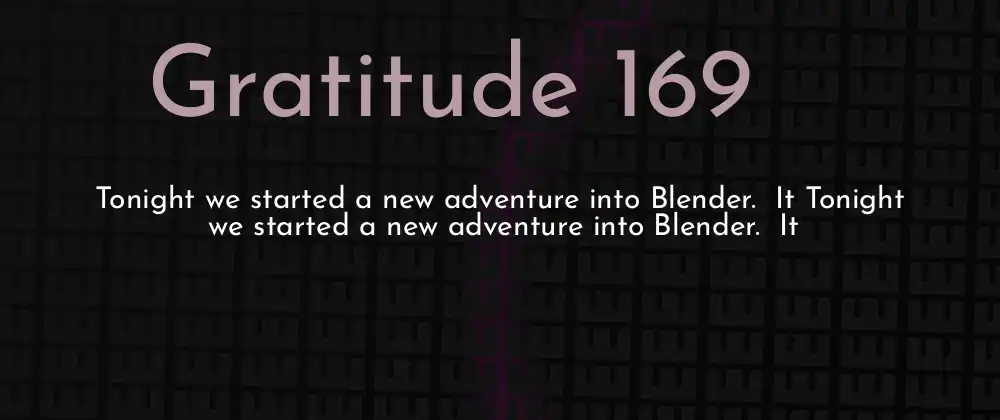 Gratitude 169
Tonight we started a new adventure into Blender.  It Tonight
we started a new adventure into Blender.  It